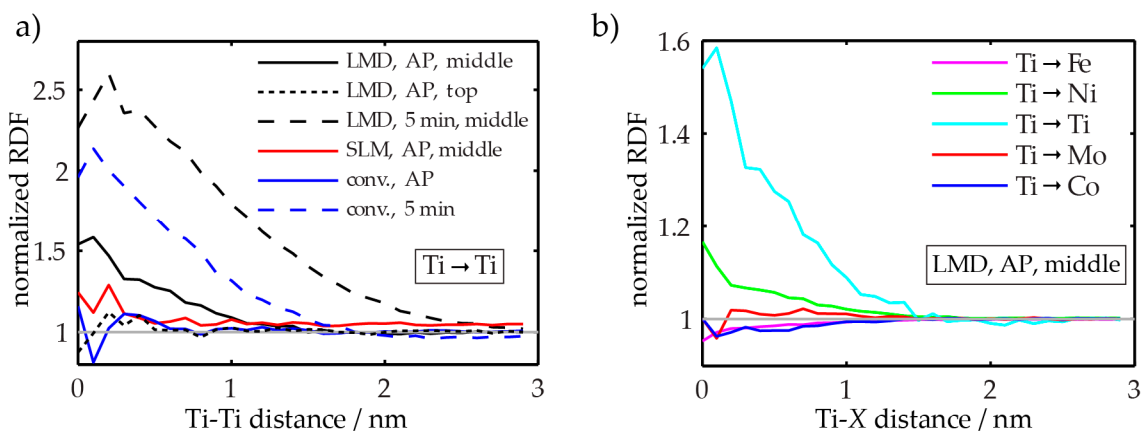 a)
normalized RDF
2.5
2
1.5
1
LMD, AP, middle
LMD, AP, top
LMD, 5 min, middle
SLM, AP, middle
conv., AP
conv., 5 min
Ti→Ti
0
1
2
3
Ti-Ti distance / nm
b)
normalized RDF
1.6
1.4
1.2
1
Ti→Fe
Ti→Ni
Ti→Ti
Ti→Mo
Ti→Co
LMD, AP, middle
0
1
2
3
Ti-X distance / nm